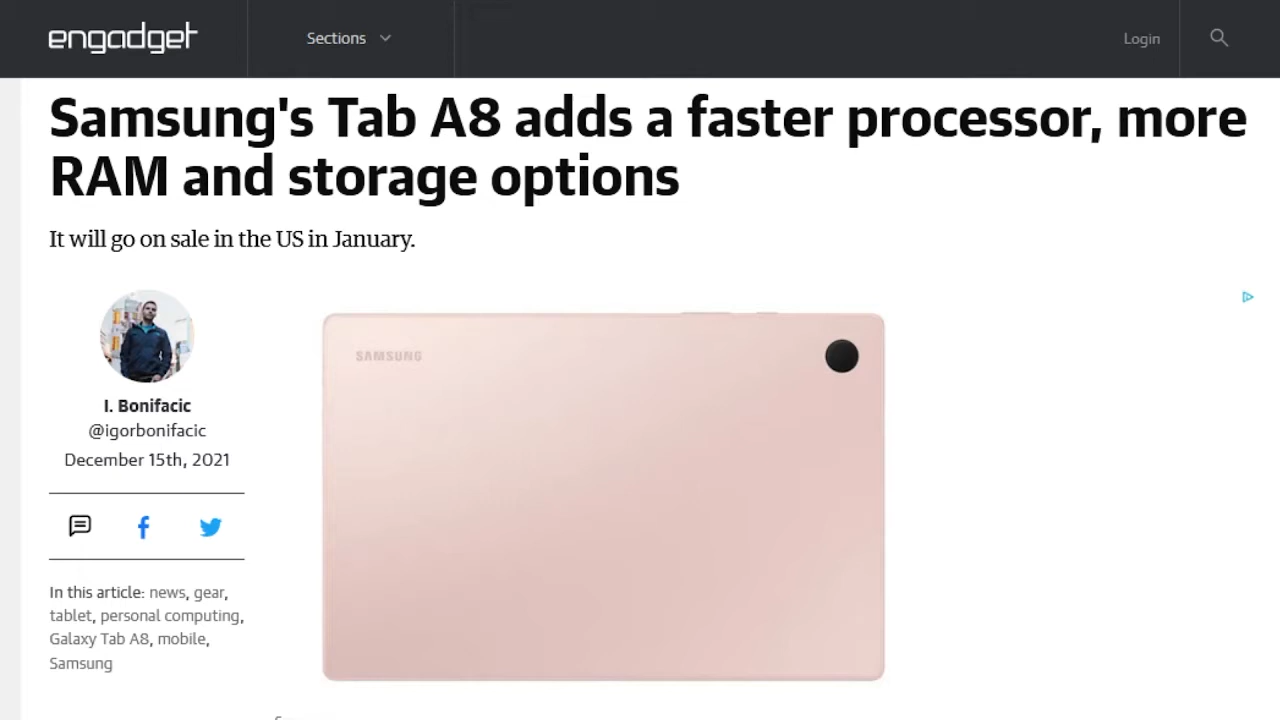 engadget
Sections
Login
Samsung's Tab A8 adds a faster processor, more
RAM and storage options
It will go on sale in the US in January.
I. Bonifacic
@igorbonifacic
December 15th, 2021
In this article: news, gear,
tablet, personal computing,
Galaxy Tab A8, mobile,
Samsung
SAMSUNG